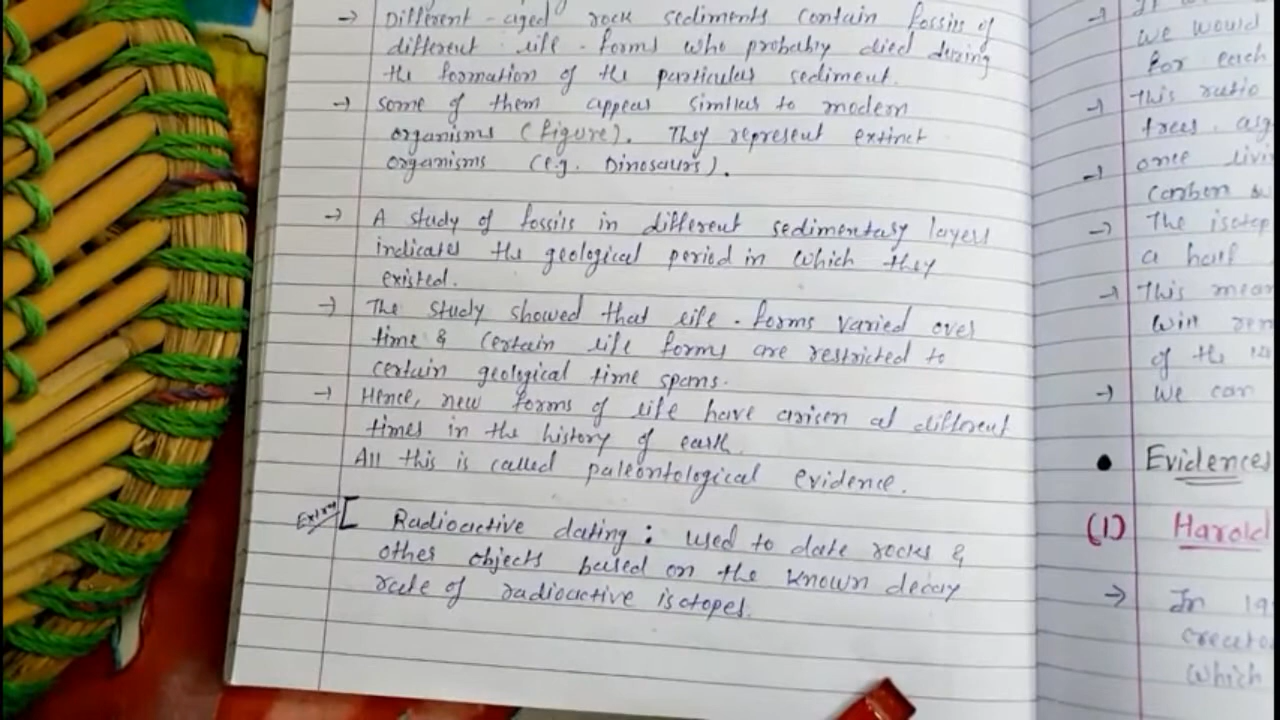 → Different-aged rock sediments contain fossils of
different life-forms who probably died during
the formation of the particular sediment.
→ some of them appear similar to modern
organisms (figure). They represent extinct
organisms (e.g. Dinosaurs).
→ A study of fossils in different sedimentary layers
indicates the geological period in which they
existed.
→ The study showed that life-forms varied over
time & certain life forms are restricted to
certain geological time spans.
→ Hence, new forms of life have arisen at different
times in the history of earth.
All this is called paleontological evidence.
Extra [ Radioactive dating: used to date rocks &
other objects based on the known decay
rate of radioactive isotopes.
we would
for each
→ This ratio
trees.
→ once
carbon
→ The
a half
→ This
will
of the
→ We can
• Evidences
(1) Harold
→ In 19
which